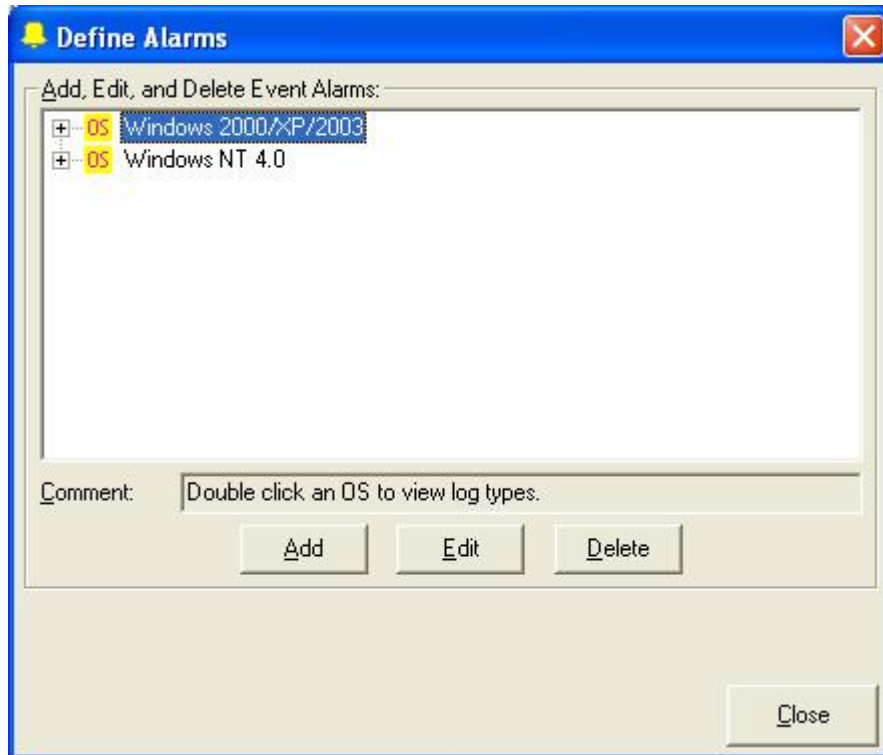 Define Alarms
Add, Edit, and Delete Event Alarms:
OS Windows 2000/XP/2003
OS Windows NT 4.0
Comment: Double click an OS to view log types.
Add Edit Delete
Close